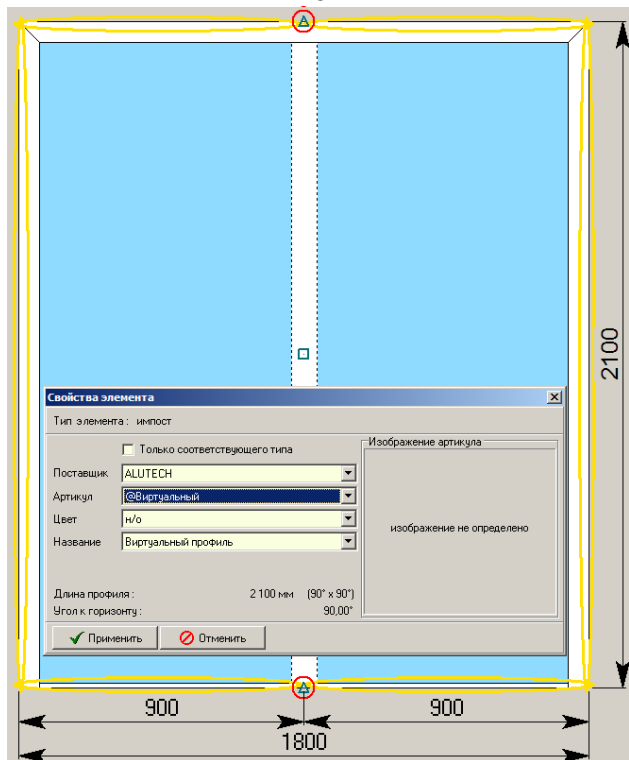 2100
Свойства элемента
Тип элемента: импост
Только соответствующего типа
Изображение артикула
Поставщик ALUTECH
Артикул @Виртуальный
Цвет н/о
изображение не определено
Название Виртуальный профиль
Длина профиля: 2 100 мм (90° x 90°)
Угол к горизонту: 90,00°
Применить Отменить
900 900
1800